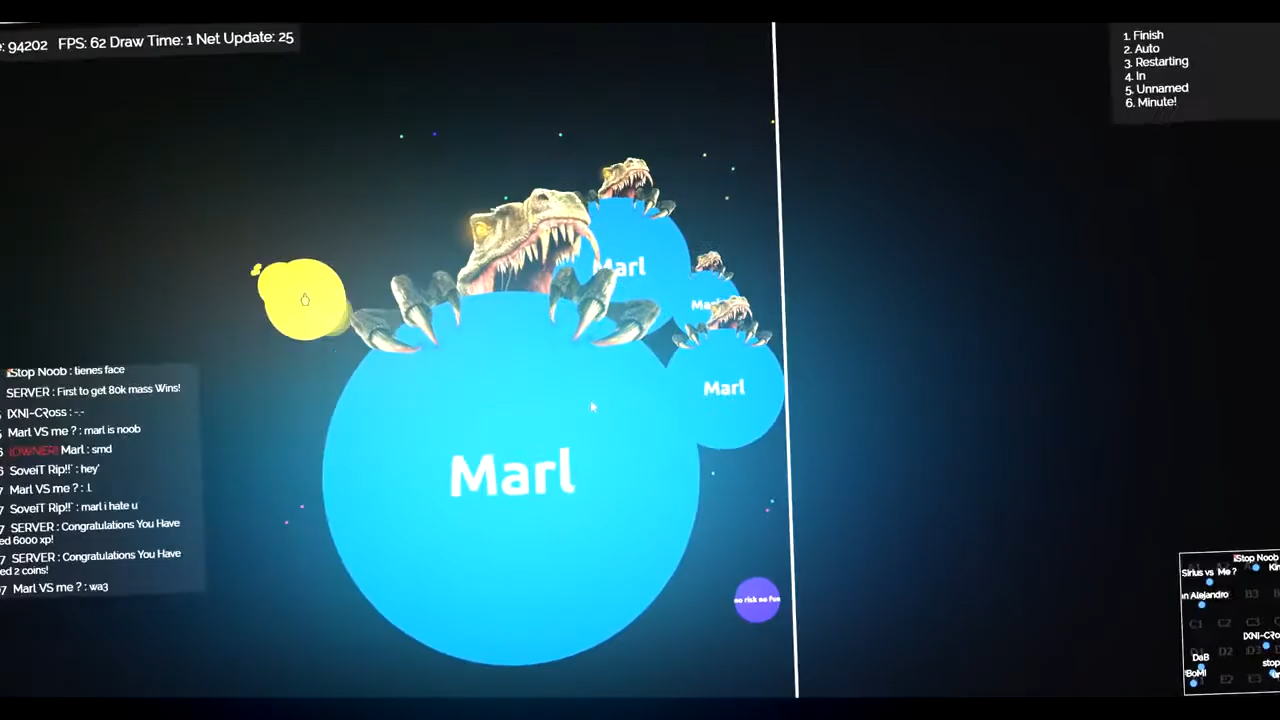 : 94202 FPS: 62 Draw Time: 1 Net Update: 25
1. Finish
2. Auto
3. Restarting
4. In
5. Unnamed
6. Minute!
Marl
Marl
Marl
Marl
no risk no fun
iStop Noob : tienes face
SERVER : First to get 80k mass Wins!
IXNI-CRoss : -.-
Marl VS me ? : marl is noob
(OWNER) Marl : smd
SoveiT Rip!!` : hey'
Marl VS me ? : .l.
SoveiT Rip!!` : marl i hate u
SERVER : Congratulations You Have
ed 6000 xp!
SERVER : Congratulations You Have
ed 2 coins!
Marl VS me ? : wa3
iStop Noob
Sirius vs Me ?
n Alejandro
B3
C1 C2 C3
IXNI-CRo
D2 D3
DaB
stop
BoM!
E2 E3